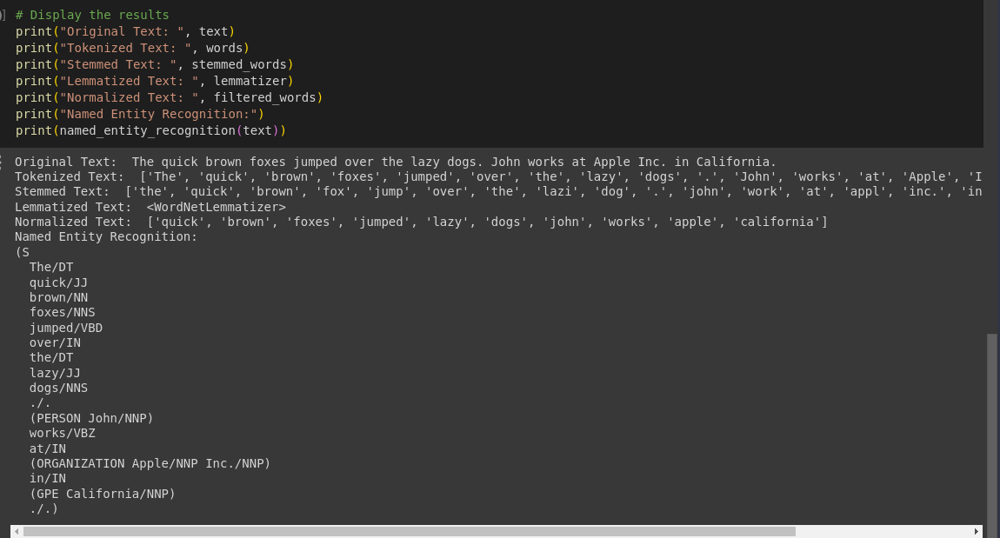 # Display the results
print("Original Text: ", text)
print("Tokenized Text: ", words)
print("Stemmed Text: ", stemmed_words)
print("Lemmatized Text: ", lemmatizer)
print("Normalized Text: ", filtered_words)
print("Named Entity Recognition:")
print(named_entity_recognition(text))
Original Text:  The quick brown foxes jumped over the lazy dogs. John works at Apple Inc. in California.
Tokenized Text:  ['The', 'quick', 'brown', 'foxes', 'jumped', 'over', 'the', 'lazy', 'dogs', '.', 'John', 'works', 'at', 'Apple', 'I
Stemmed Text:  ['the', 'quick', 'brown', 'fox', 'jump', 'over', 'the', 'lazi', 'dog', '.', 'john', 'work', 'at', 'appl', 'inc.', 'in
Lemmatized Text:  <WordNetLemmatizer>
Normalized Text:  ['quick', 'brown', 'foxes', 'jumped', 'lazy', 'dogs', 'john', 'works', 'apple', 'california']
Named Entity Recognition:
(S
  The/DT
  quick/JJ
  brown/NN
  foxes/NNS
  jumped/VBD
  over/IN
  the/DT
  lazy/JJ
  dogs/NNS
  ./.
  (PERSON John/NNP)
  works/VBZ
  at/IN
  (ORGANIZATION Apple/NNP Inc./NNP)
  in/IN
  (GPE California/NNP)
  ./.)